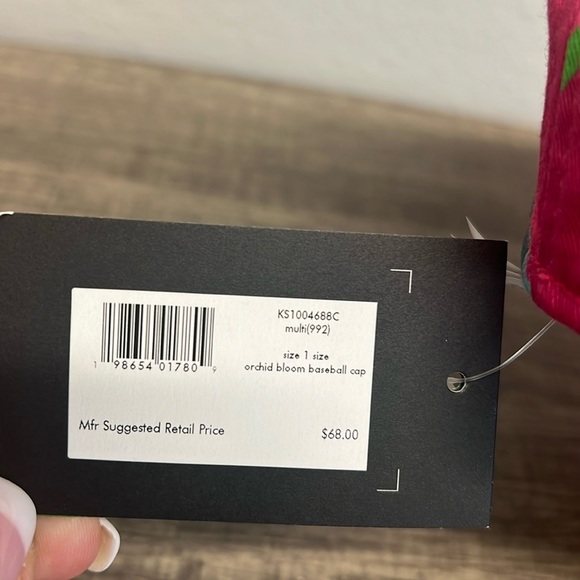 KS1004688C
multi(992)
size 1 size
orchid bloom baseball cap
1 98654 01780 9
Mfr Suggested Retail Price $68.00